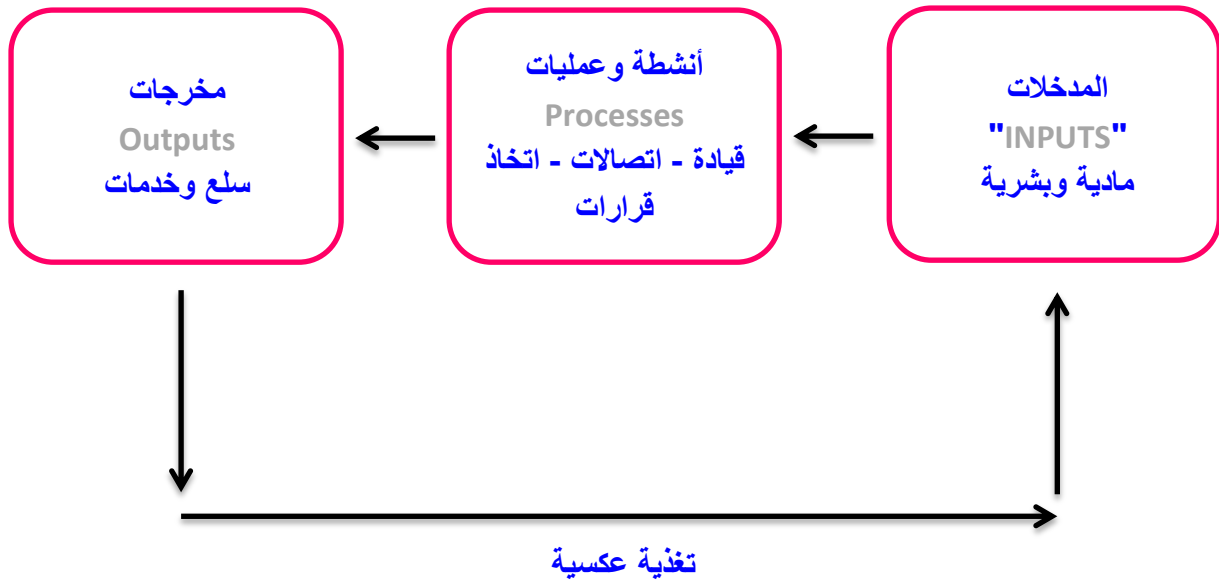 المدخلات
"INPUTS"
مادية وبشرية
أنشطة وعمليات
Processes
قيادة - اتصالات - اتخاذ
قرارات
مخرجات
Outputs
سلع وخدمات
تغذية عكسية